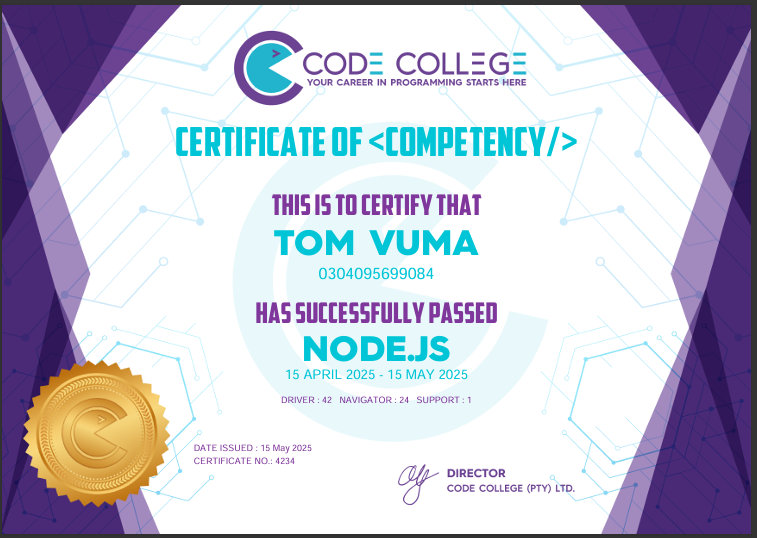 CODE COLLEGE
YOUR CAREER IN PROGRAMMING STARTS HERE
CERTIFICATE OF <COMPETENCY/>
THIS IS TO CERTIFY THAT
TOM VUMA
0304095699084
HAS SUCCESSFULLY PASSED
NODE.JS
15 APRIL 2025 - 15 MAY 2025
DRIVER : 42 NAVIGATOR : 24 SUPPORT : 1
DATE ISSUED : 15 May 2025
CERTIFICATE NO.: 4234
DIRECTOR
CODE COLLEGE (PTY) LTD.